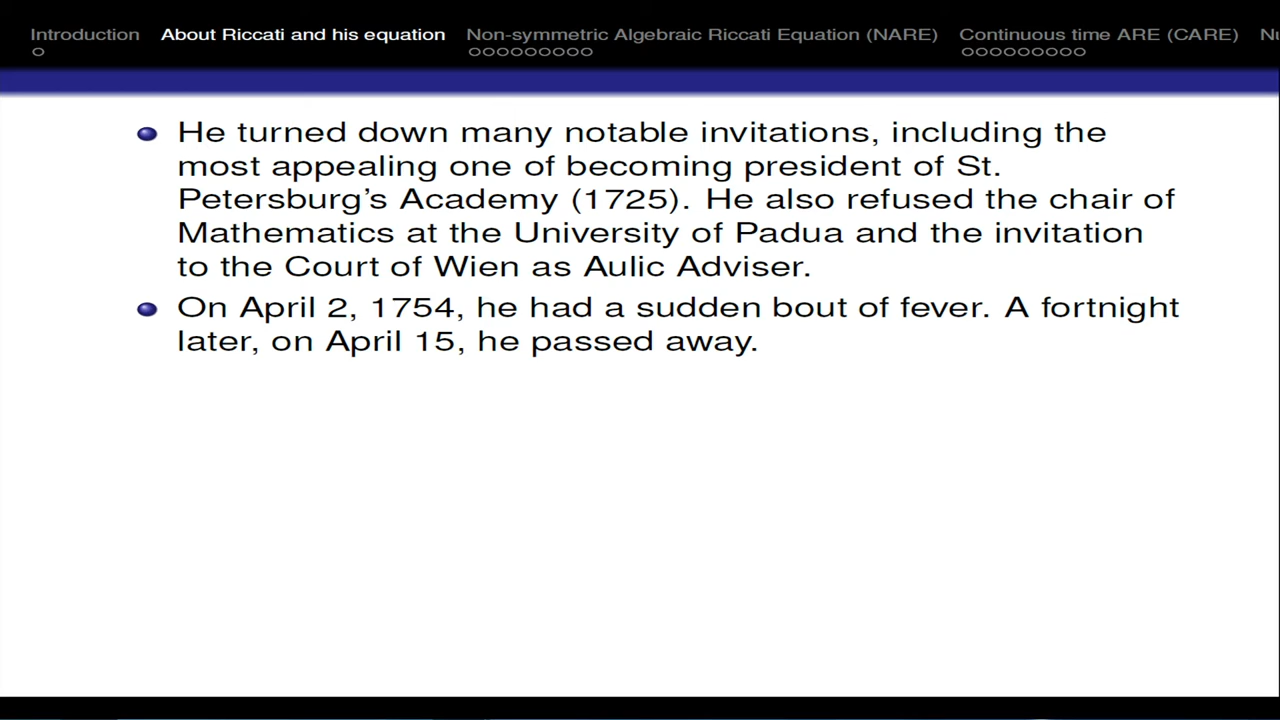 Introduction About Riccati and his equation Non-symmetric Algebraic Riccati Equation (NARE) Continuous time ARE (CARE)
He turned down many notable invitations, including the
most appealing one of becoming president of St.
Petersburg's Academy (1725). He also refused the chair of
Mathematics at the University of Padua and the invitation
to the Court of Wien as Aulic Adviser.
On April 2, 1754, he had a sudden bout of fever. A fortnight
later, on April 15, he passed away.